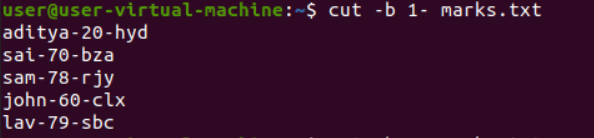 user@user-virtual-machine:~$ cut -b 1- marks.txt
aditya-20-hyd
sai-70-bza
sam-78-rjy
john-60-clx
lav-79-sbc